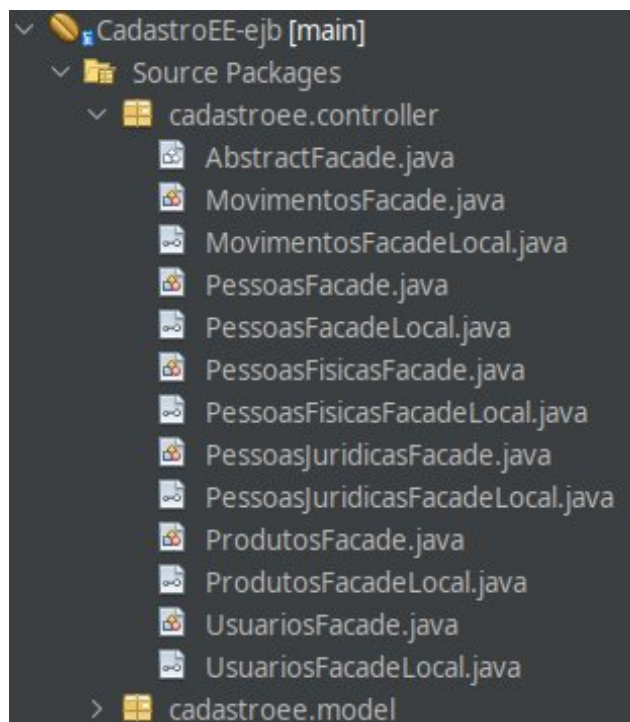 CadastroEE-ejb [main]
Source Packages
cadastroee.controller
AbstractFacade.java
MovimentosFacade.java
MovimentosFacadeLocal.java
PessoasFacade.java
PessoasFacadeLocal.java
PessoasFisicasFacade.java
PessoasFisicasFacadeLocal.java
PessoasJuridicasFacade.java
PessoasJuridicasFacadeLocal.java
ProdutosFacade.java
ProdutosFacadeLocal.java
UsuariosFacade.java
UsuariosFacadeLocal.java
cadastroee.model